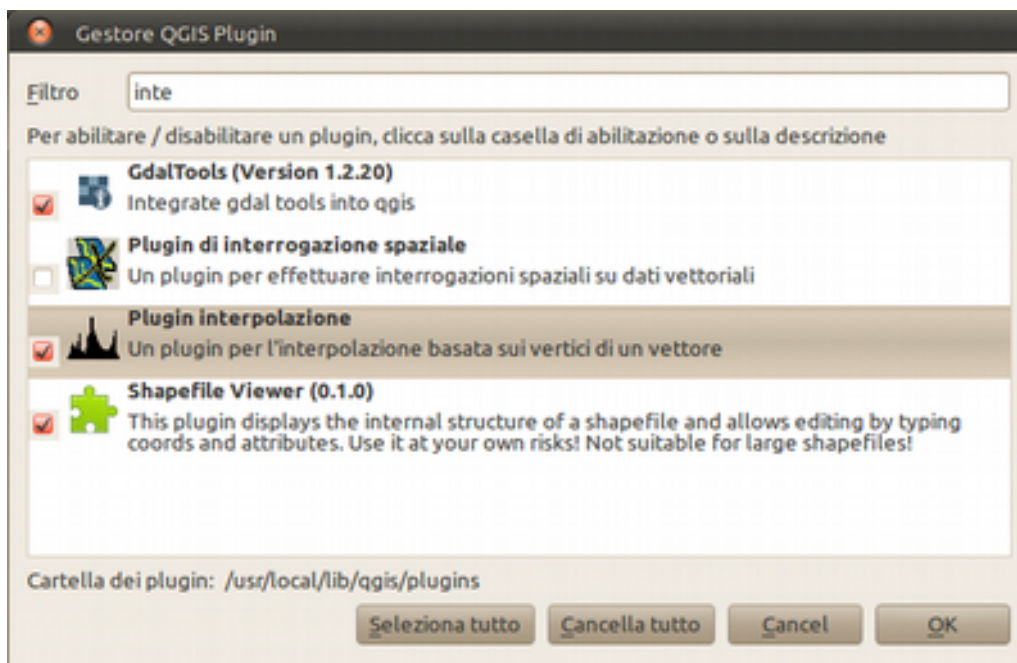 Gestore QGIS Plugin
Filtro inte
Per abilitare / disabilitare un plugin, clicca sulla casella di abilitazione o sulla descrizione
GdalTools (Version 1.2.20)
Integrate gdal tools into qgis
Plugin di interrogazione spaziale
Un plugin per effettuare interrogazioni spaziali su dati vettoriali
Plugin interpolazione
Un plugin per l'interpolazione basata sui vertici di un vettore
Shapefile Viewer (0.1.0)
This plugin displays the internal structure of a shapefile and allows editing by typing
coords and attributes. Use it at your own risks! Not suitable for large shapefiles!
Cartella dei plugin: /usr/local/lib/qgis/plugins
Seleziona tutto Cancella tutto Cancel OK